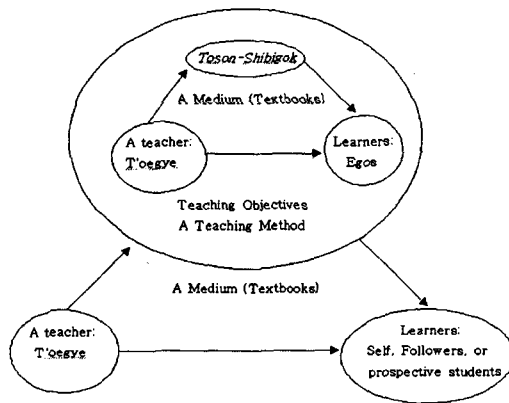 Toson-Shibigok
A Medium (Textbooks)
A teacher:
T'oegye
Learners:
Egos
Teaching Objectives
A Teaching Method
A Medium (Textbooks)
A teacher:
T'oegye
Learners:
Self, Followers, or
prospective students